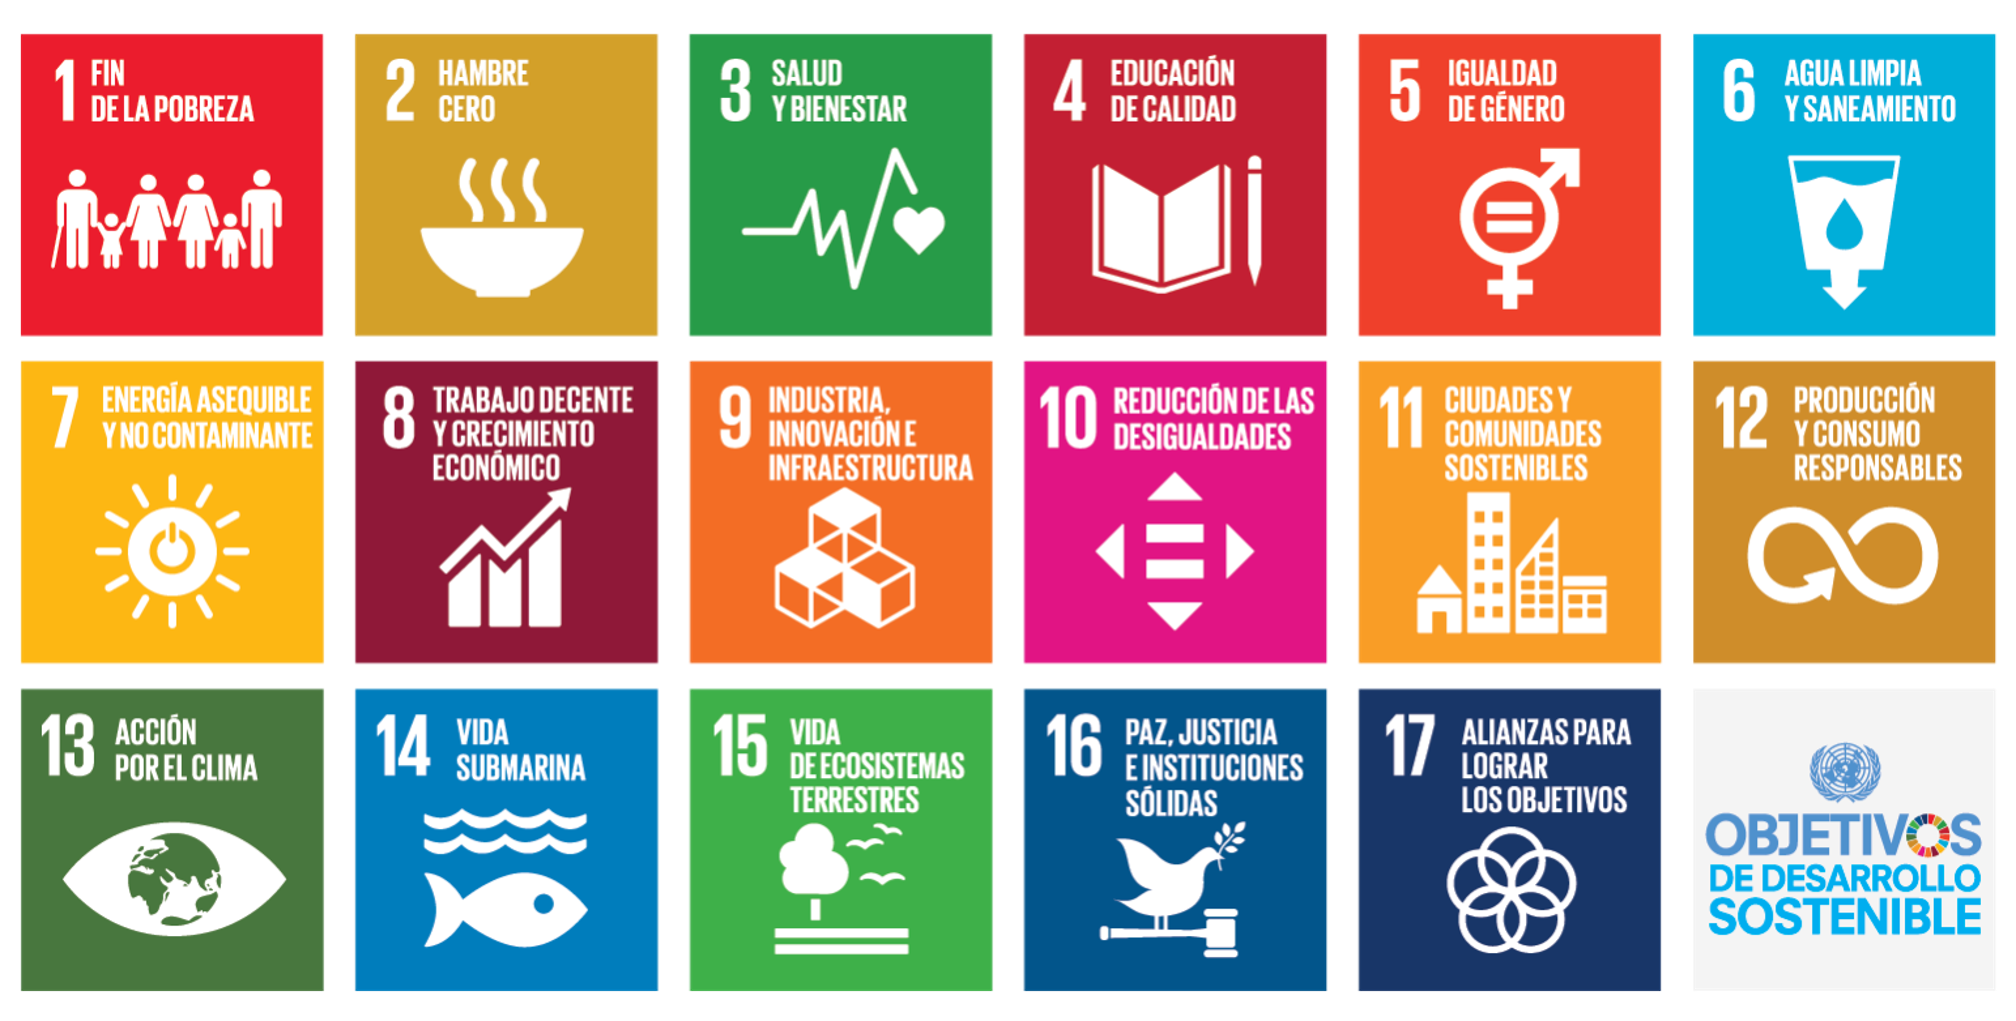 1 FIN
DE LA POBREZA
2 HAMBRE
CERO
3 SALUD
Y BIENESTAR
4 EDUCACIÓN
DE CALIDAD
5 IGUALDAD
DE GÉNERO
6 AGUA LIMPIA
Y SANEAMIENTO
7 ENERGÍA ASEQUIBLE
Y NO CONTAMINANTE
8 TRABAJO DECENTE
Y CRECIMIENTO
ECONÓMICO
9 INDUSTRIA,
INNOVACIÓN E
INFRAESTRUCTURA
10 REDUCCIÓN DE LAS
DESIGUALDADES
11 CIUDADES Y
COMUNIDADES
SOSTENIBLES
12 PRODUCCIÓN
Y CONSUMO
RESPONSABLES
13 ACCIÓN
POR EL CLIMA
14 VIDA
SUBMARINA
15 VIDA
DE ECOSISTEMAS
TERRESTRES
16 PAZ, JUSTICIA
E INSTITUCIONES
SÓLIDAS
17 ALIANZAS PARA
LOGRAR
LOS OBJETIVOS
OBJETIVOS
DE DESARROLLO
SOSTENIBLE